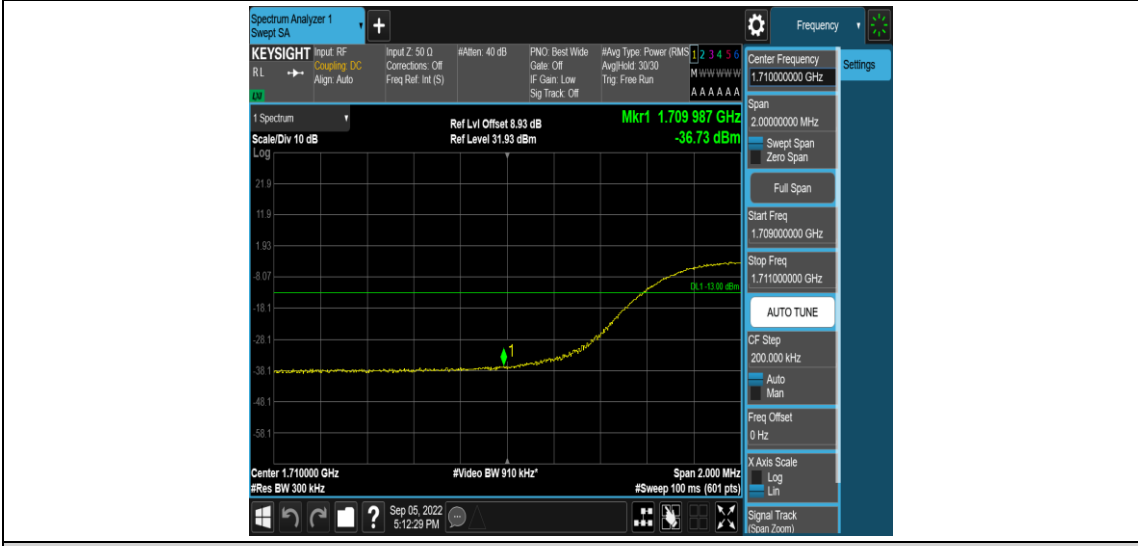 Spectrum Analyzer 1
Swept SA
Frequency
KEYSIGHT
RL
LXI
Input: RF
Coupling: DC
Align: Auto
Input Z: 50 Ω
Corrections: Off
Freq Ref: Int (S)
#Atten: 40 dB
PNO: Best Wide
Gate: Off
IF Gain: Low
Sig Track: Off
#Avg Type: Power (RMS
Avg|Hold: 30/30
Trig: Free Run
1 2 3 4 5 6
M W W W W W
A A A A A A
1 Spectrum
Scale/Div 10 dB
Log
Ref Lvl Offset 8.93 dB
Ref Level 31.93 dBm
Mkr1 1.709 987 GHz
-36.73 dBm
21.9
11.9
1.93
-8.07
DL1 -13.00 dBm
-18.1
-28.1
1
-38.1
-48.1
-58.1
Center 1.710000 GHz
#Video BW 910 kHz*
Span 2.000 MHz
#Res BW 300 kHz
#Sweep 100 ms (601 pts)
?
Sep 05, 2022
5:12:29 PM
Center Frequency
1.710000000 GHz
Settings
Span
2.00000000 MHz
Swept Span
Zero Span
Full Span
Start Freq
1.709000000 GHz
Stop Freq
1.711000000 GHz
AUTO TUNE
CF Step
200.000 kHz
Auto
Man
Freq Offset
0 Hz
X Axis Scale
Log
Lin
Signal Track
(Span Zoom)